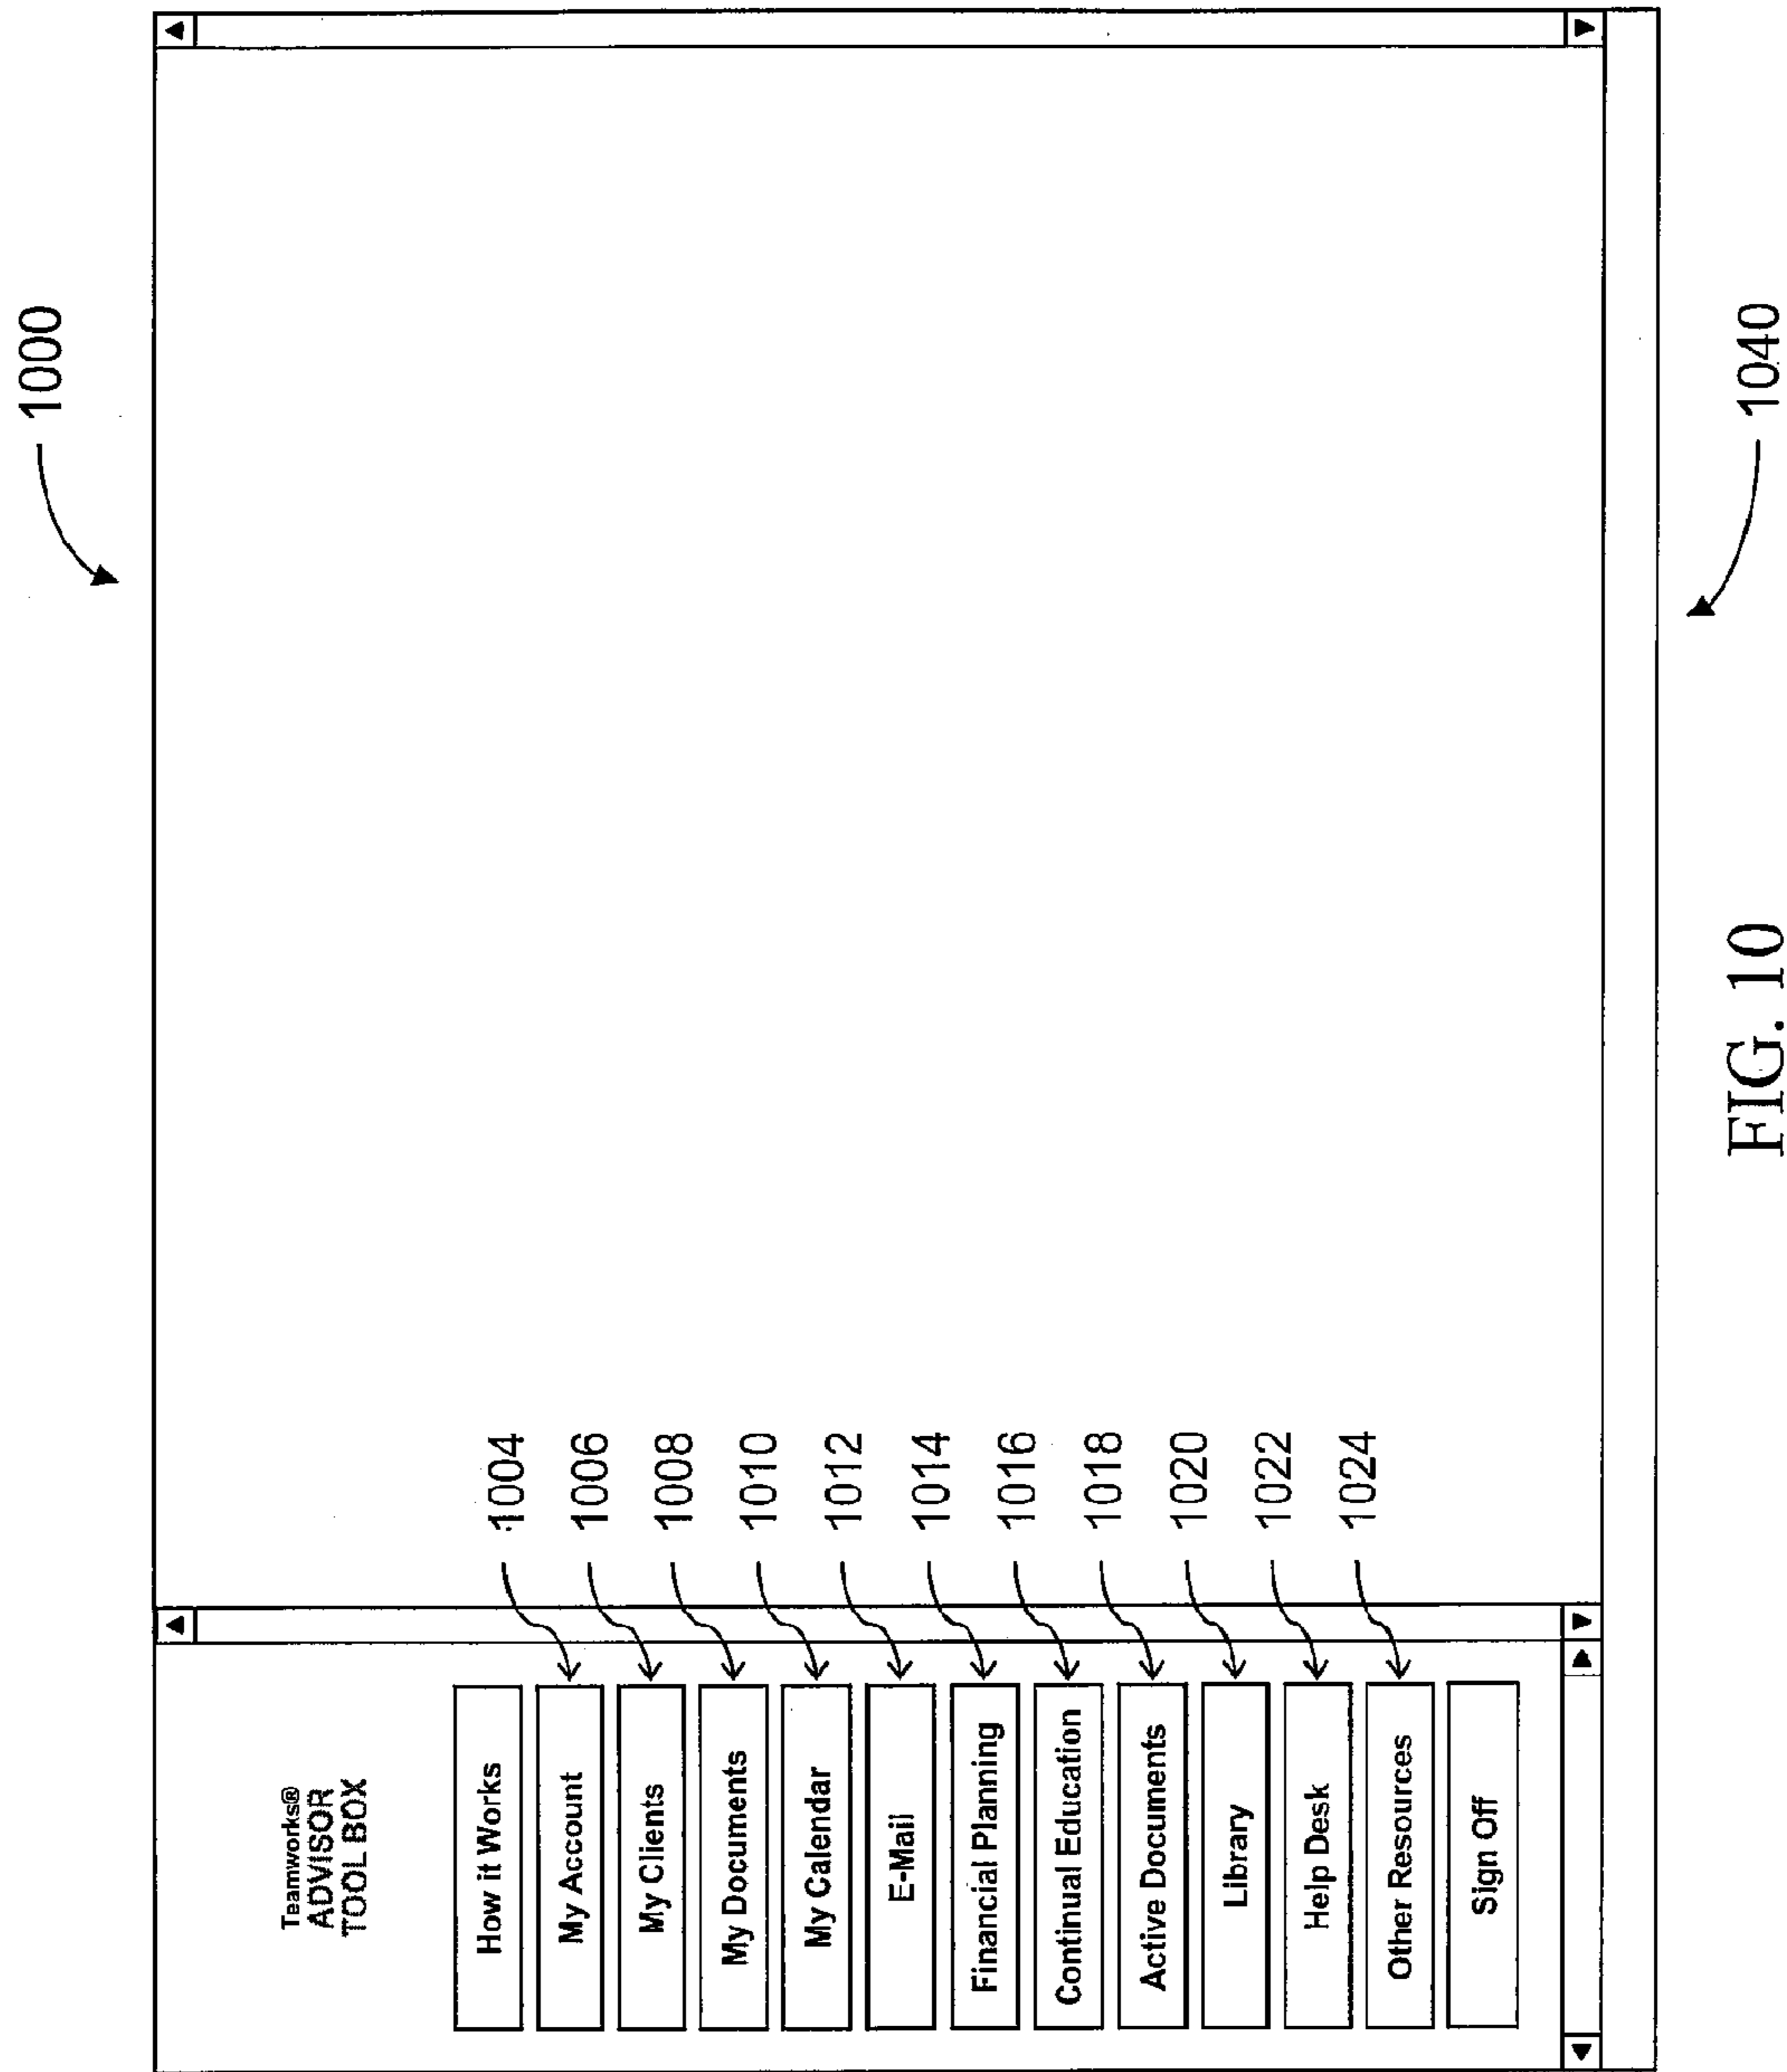 1000
Teamworks®
ADVISOR
TOOL BOX
How it Works
My Account
1004
My Clients
1006
My Documents
1008
My Calendar
1010
E-Mail
1012
Financial Planning
1014
Continual Education
1016
Active Documents
1018
Library
1020
Help Desk
1022
Other Resources
1024
Sign Off
1040
FIG. 10